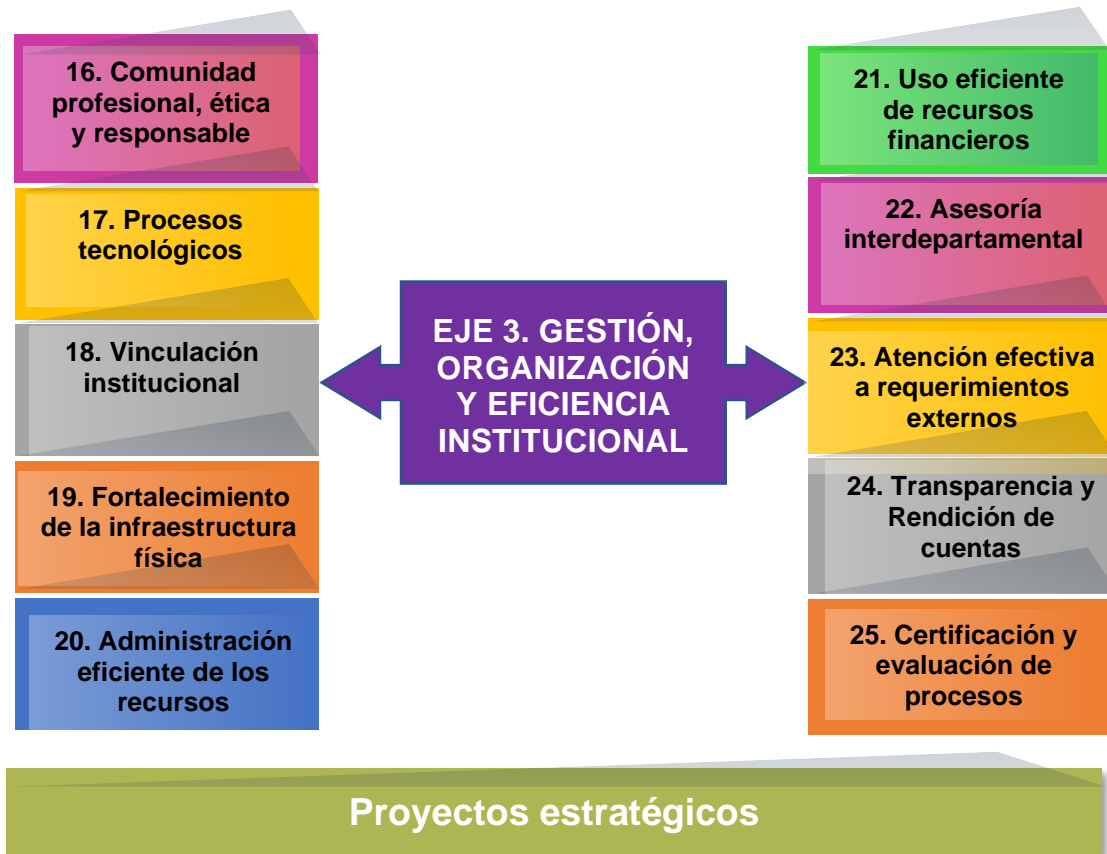 16. Comunidad
profesional, ética
y responsable
17. Procesos
tecnológicos
18. Vinculación
institucional
19. Fortalecimiento
de la infraestructura
física
20. Administración
eficiente de los
recursos
EJE 3. GESTIÓN,
ORGANIZACIÓN
Y EFICIENCIA
INSTITUCIONAL
21. Uso eficiente
de recursos
financieros
22. Asesoría
interdepartamental
23. Atención efectiva
a requerimientos
externos
24. Transparencia y
Rendición de
cuentas
25. Certificación y
evaluación de
procesos
Proyectos estratégicos